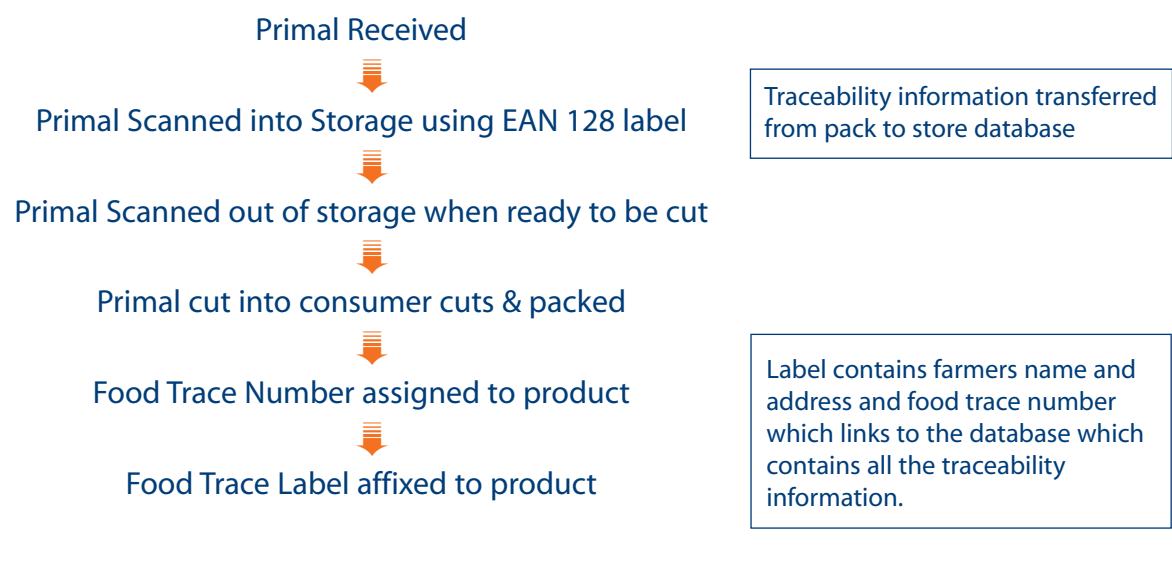 Primal Received
Primal Scanned into Storage using EAN 128 label
Traceability information transferred
from pack to store database
Primal Scanned out of storage when ready to be cut
Primal cut into consumer cuts & packed
Food Trace Number assigned to product
Food Trace Label affixed to product
Label contains farmers name and
address and food trace number
which links to the database which
contains all the traceability
information.